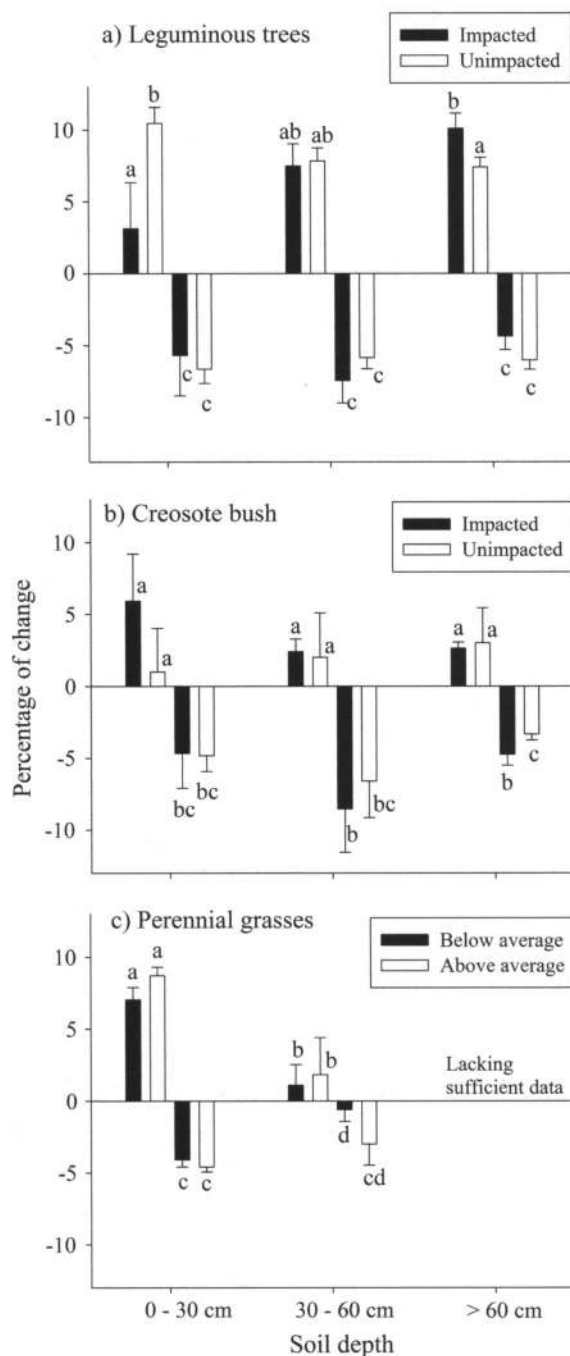 a) Leguminous trees
Impacted
Unimpacted
10
5
0
-5
-10
a
b
ab
ab
b
a
c
c
c
c
c
c
b) Creosote bush
Impacted
Unimpacted
Percentage of change
10
5
0
-5
-10
a
a
a
a
a
a
bc
bc
b
bc
b
c
c) Perennial grasses
Below average
Above average
10
5
0
-5
-10
a
a
b
b
c
c
d
cd
Lacking
sufficient data
0 - 30 cm
30 - 60 cm
> 60 cm
Soil depth